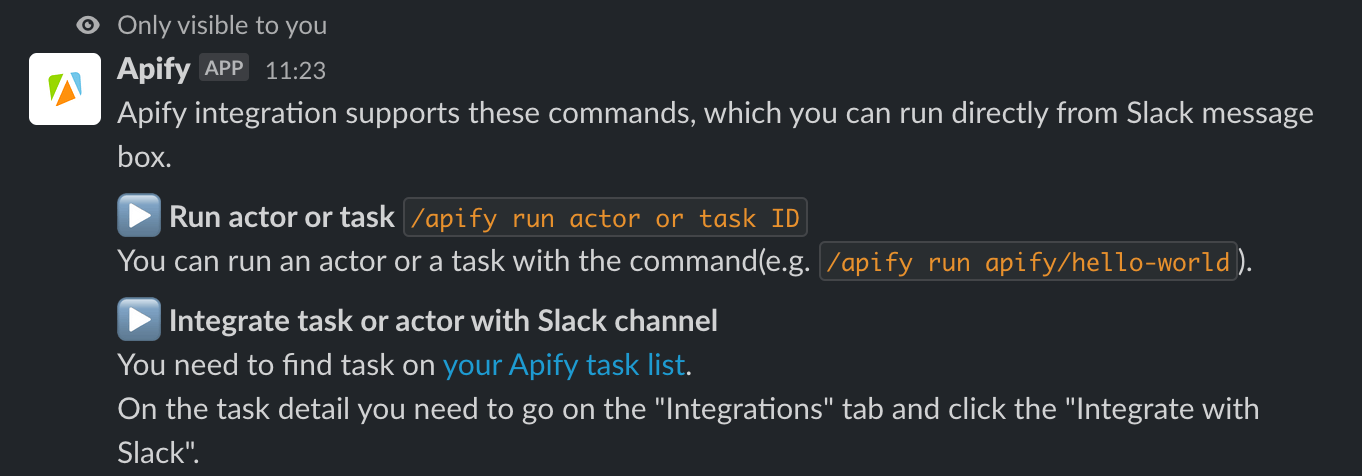 Only visible to you
Apify APP 11:23
Apify integration supports these commands, which you can run directly from Slack message
box.
Run actor or task /apify run actor or task ID
You can run an actor or a task with the command(e.g. /apify run apify/hello-world).
Integrate task or actor with Slack channel
You need to find task on your Apify task list.
On the task detail you need to go on the "Integrations" tab and click the "Integrate with
Slack".